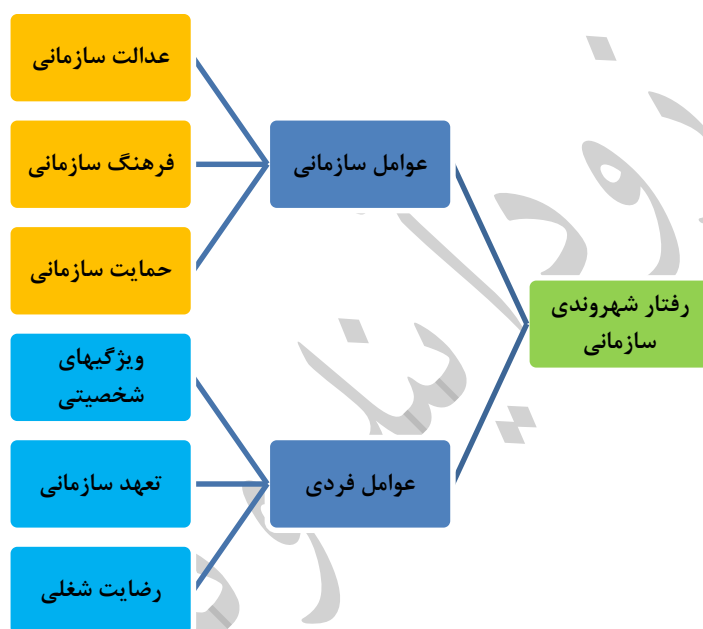 رفتار شهروندی
سازمانی
عوامل سازمانی
عدالت سازمانی
فرهنگ سازمانی
حمایت سازمانی
عوامل فردی
ویژگیهای
شخصیتی
تعهد سازمانی
رضایت شغلی